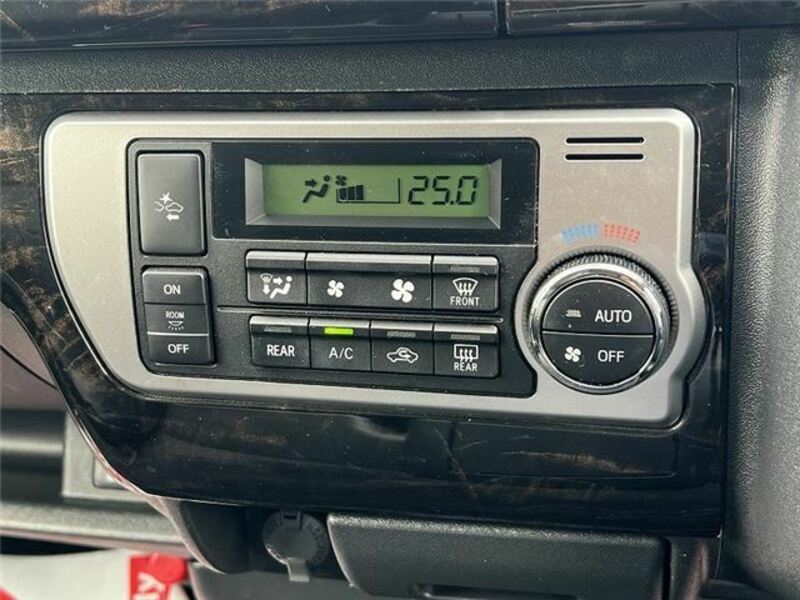 25.0
ON
ROOM
OFF
FRONT
REAR
A/C
REAR
AUTO
OFF